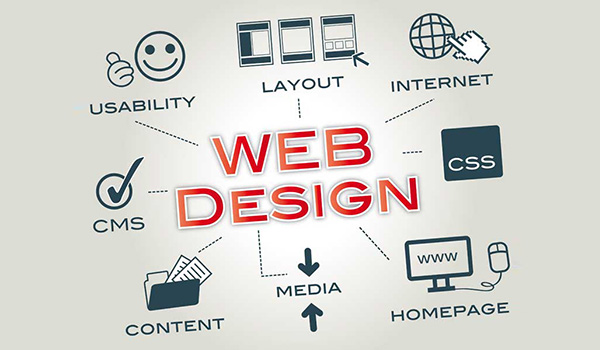 USABILITY
LAYOUT
INTERNET
WEB
DESIGN
CSS
CMS
CONTENT
MEDIA
WWW
HOMEPAGE